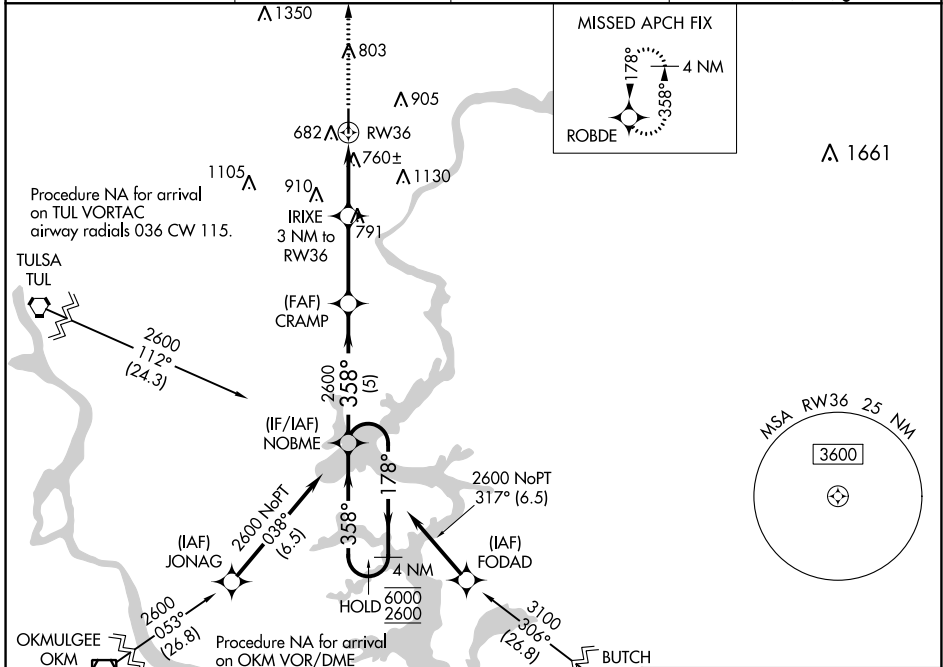 1350
803
905
682
RW36
760±
1105
910
1130
IRIXE
3 NM to
RW36
791
MISSED APCH FIX
178°
4 NM
358°
ROBDE
1661
Procedure NA for arrival
on TUL VORTAC
airway radials 036 CW 115.
TULSA
TUL
2600
112°
(24.3)
(FAF)
CRAMP
2600
358°
(5)
(IF/IAF)
NOBME
178°
358°
2600 NoPT
317° (6.5)
MSA RW36 25 NM
3600
2600 NoPT
038°
(6.5)
(IAF)
JONAG
4 NM
HOLD
6000
2600
(IAF)
FODAD
2600
053°
(26.8)
3100
306°
(26.8)
OKMULGEE
OKM
Procedure NA for arrival
on OKM VOR/DME
BUTCH